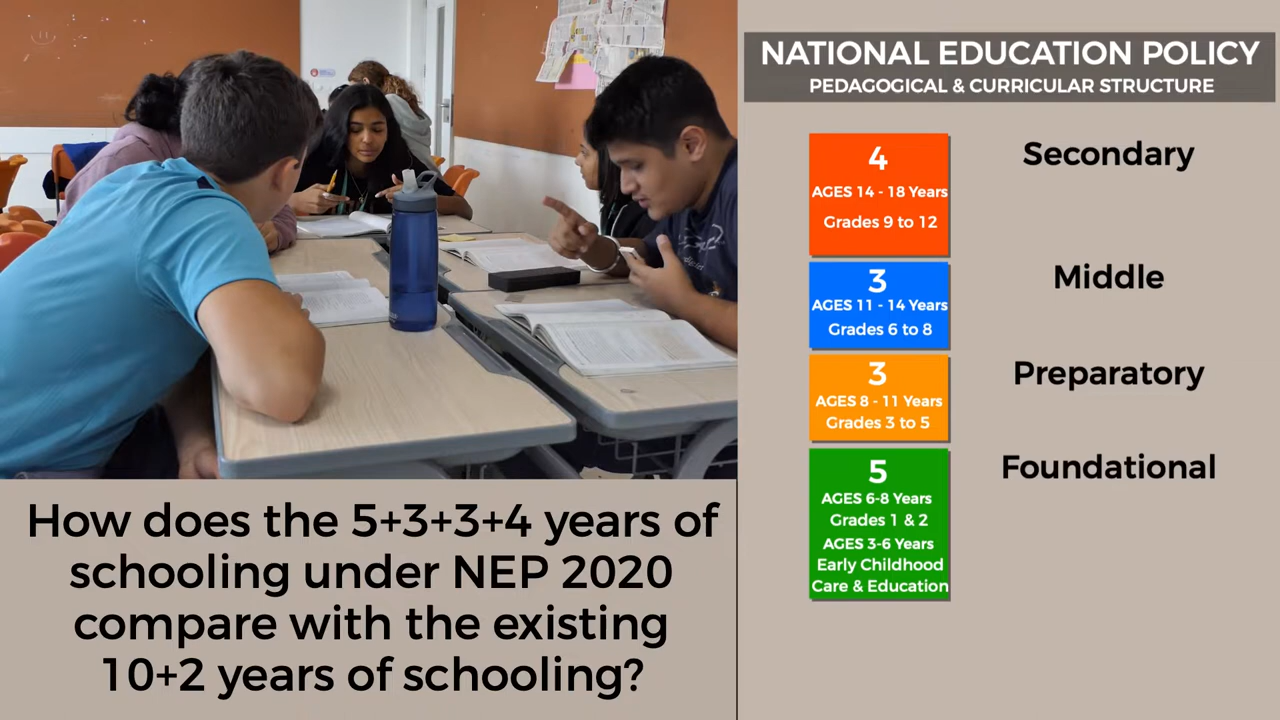 How does the 5+3+3+4 years of
schooling under NEP 2020
compare with the existing
10+2 years of schooling?
NATIONAL EDUCATION POLICY
PEDAGOGICAL & CURRICULAR STRUCTURE
4
AGES 14 - 18 Years
Grades 9 to 12
Secondary
3
AGES 11 - 14 Years
Grades 6 to 8
Middle
3
AGES 8 - 11 Years
Grades 3 to 5
Preparatory
5
AGES 6-8 Years
Grades 1 & 2
AGES 3-6 Years
Early Childhood
Care & Education
Foundational